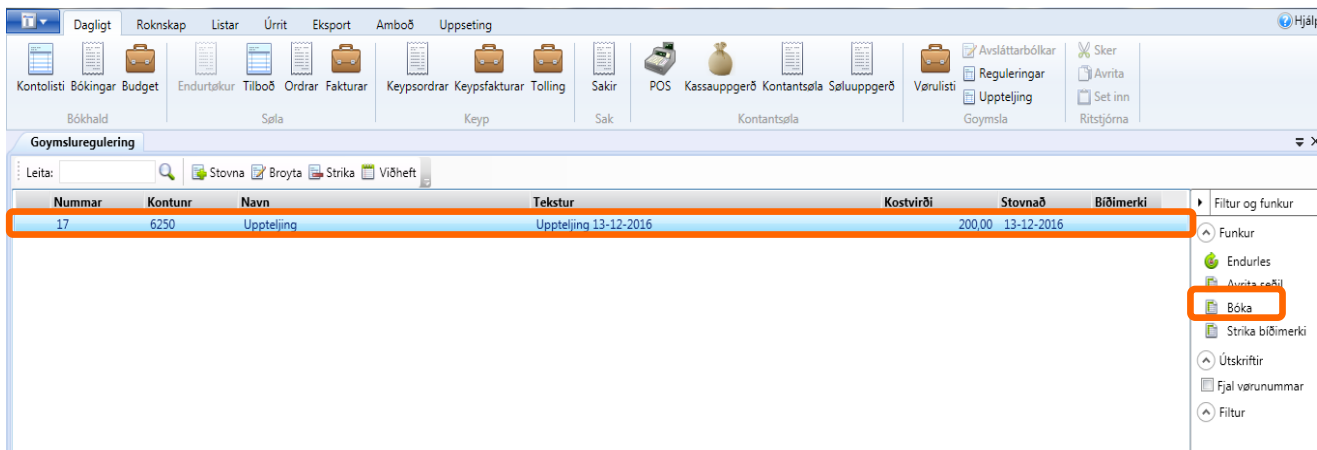 Dagligt Roknskap Listar Úrrit Eksport Amboð Uppseting Hjálp
Kontolisti Bókingar Budget Endurtøkur Tilboð Ordrar Fakturar Keypsordrar Keypsfakturar Tolling Sakir POS Kassauppgerð Kontantsøla Søluuppgerð Vørulisti
Avsláttarbólkar
Reguleringar
Uppteljing
Sker
Avrita
Set inn
Bókhald Søla Keyp Sak Kontantsøla Goymsla Ritstjórna
Goymsluregulering
Leita: Stovna Broyta Strika Viðheft
Nummar Kontunr Navn Tekstur Kostvirði Stovnað Bíðimerki
17 6250 Uppteljing Uppteljing 13-12-2016 200,00 13-12-2016
Filtur og funkur
Funkur
Endurles
Avrita seðil
Bóka
Strika bíðimerki
Útskriftir
Fjal vørunummar
Filtur